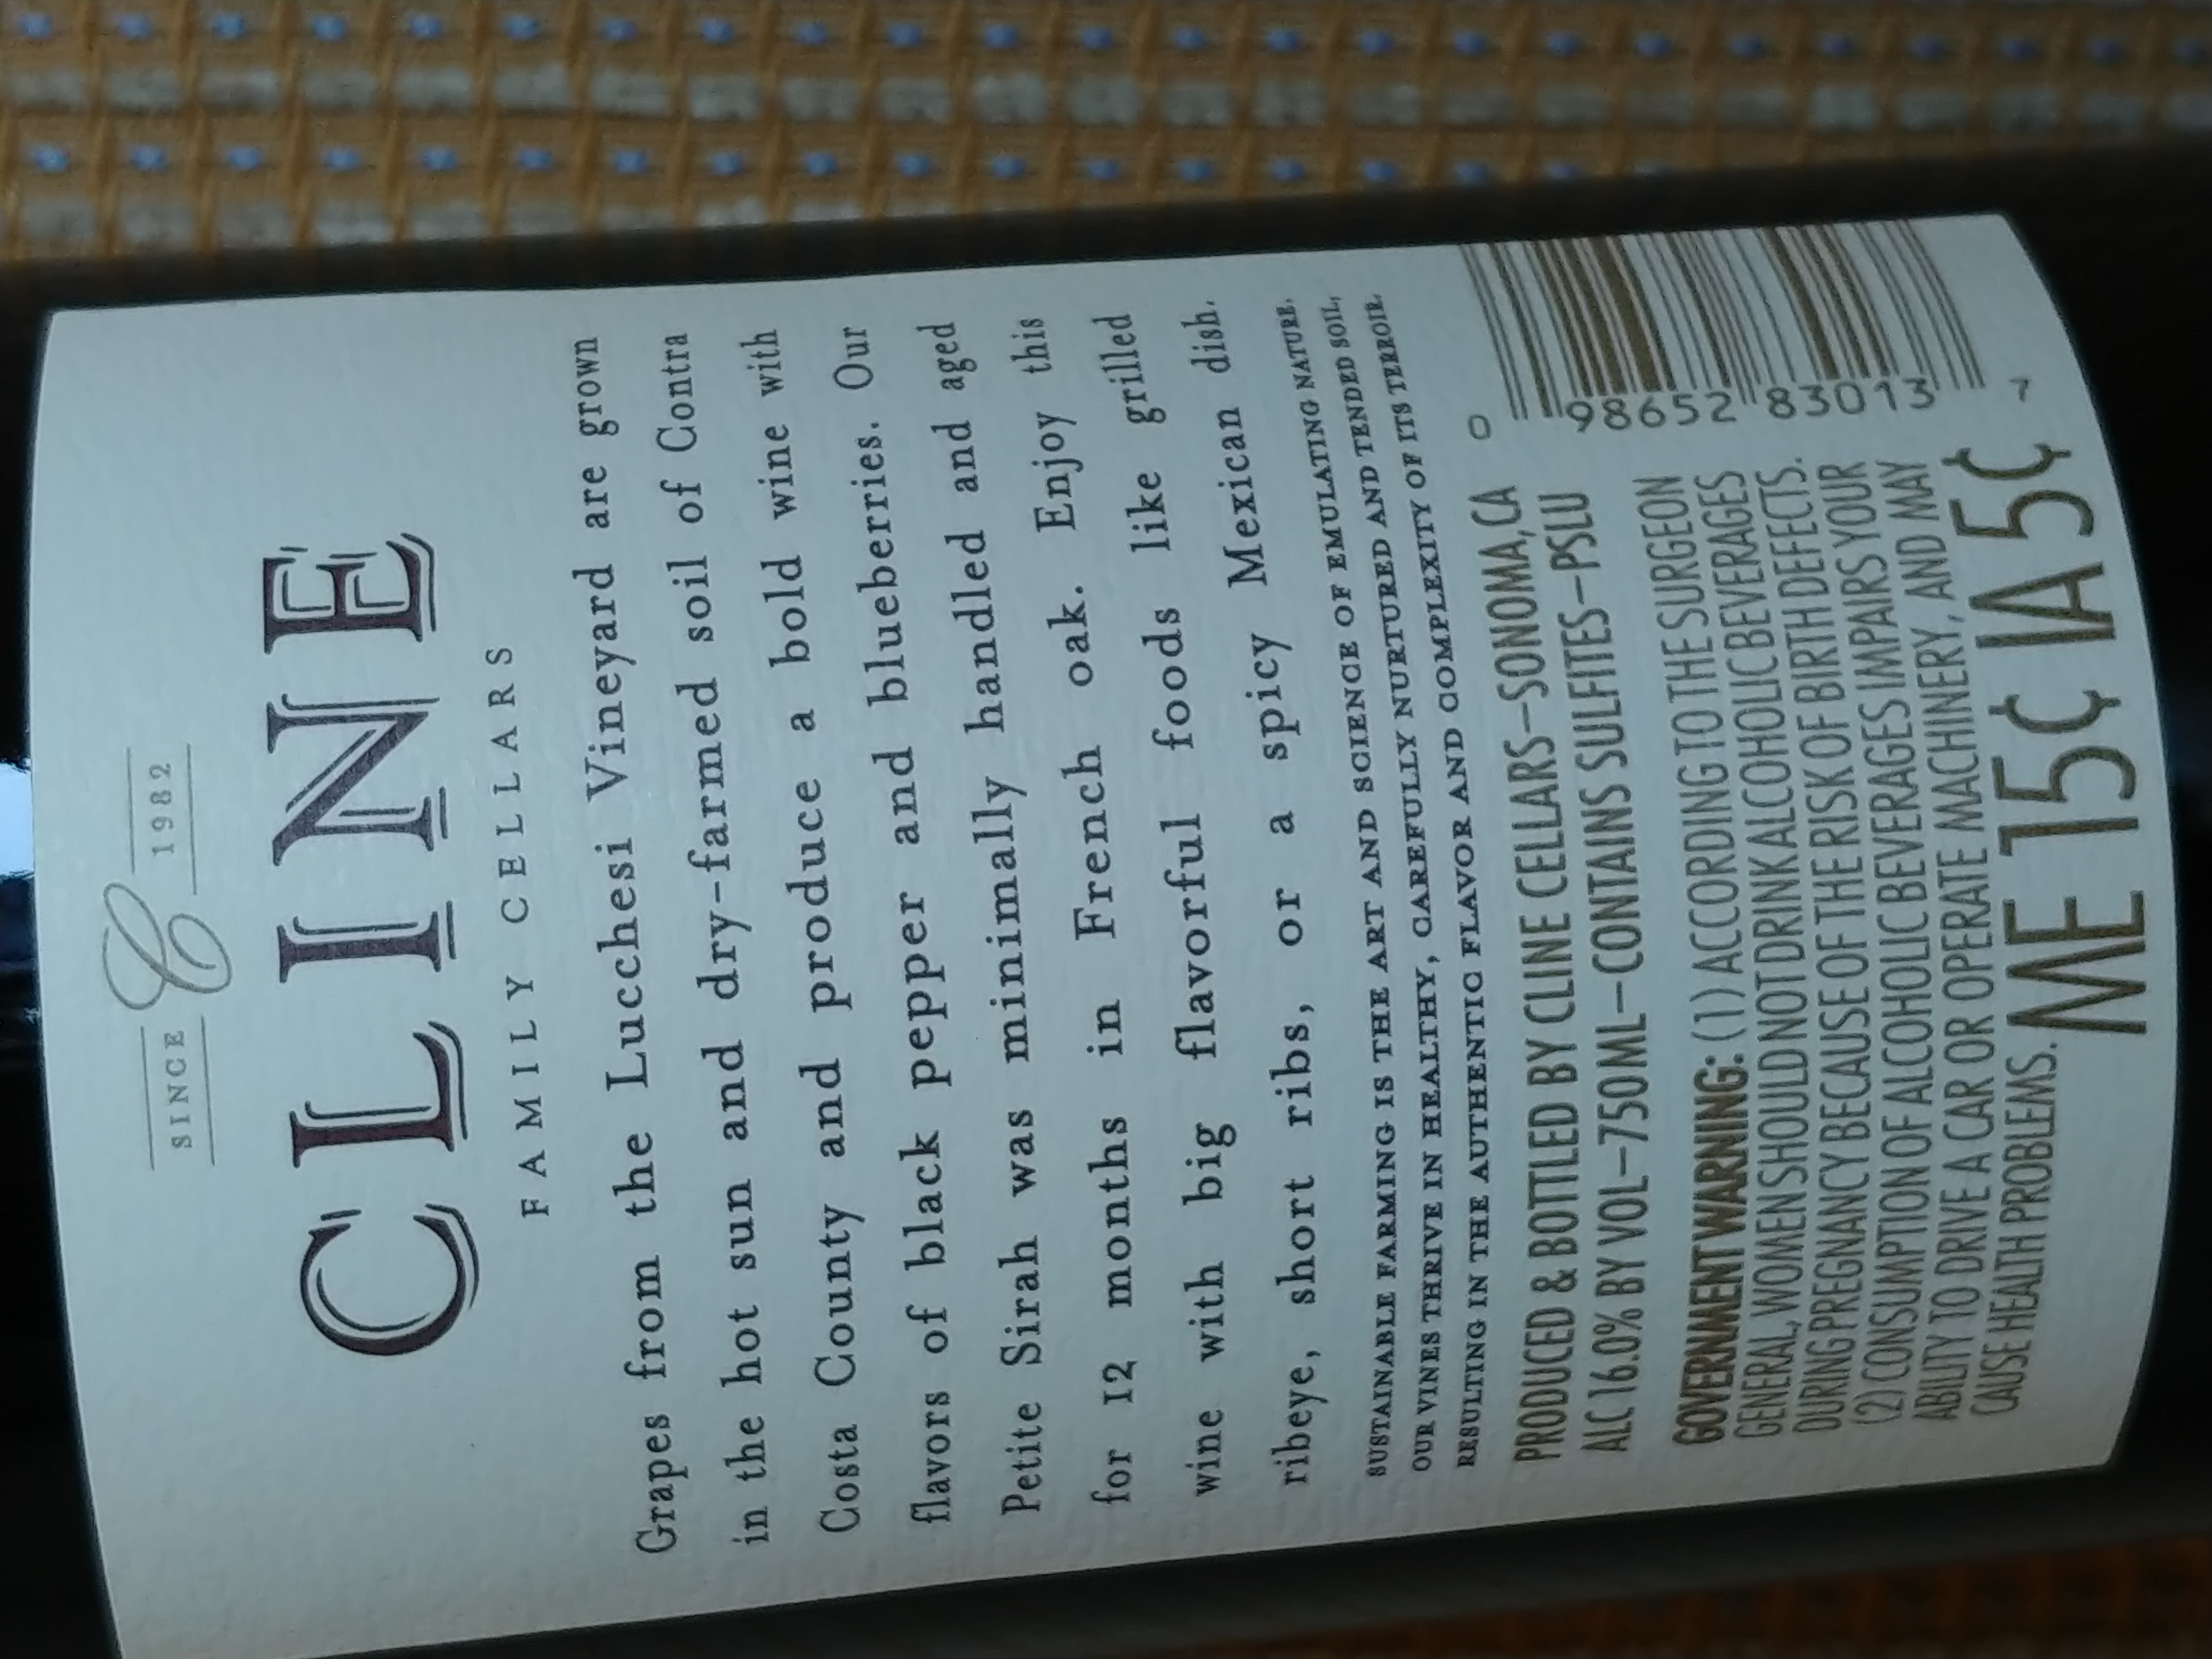 SINCE C 1982
CLINE
FAMILY CELLARS
Grapes from the Lucchesi Vineyard are grown
in the hot sun and dry-farmed soil of Contra
Costa County and produce a bold wine with
flavors of black pepper and blueberries. Our
Petite Sirah was minimally handled and aged
for 12 months in French oak. Enjoy this
wine with big flavorful foods like grilled
ribeye, short ribs, or a spicy Mexican dish.
SUSTAINABLE FARMING IS THE ART AND SCIENCE OF EMULATING NATURE.
OUR VINES THRIVE IN HEALTHY, CAREFULLY NURTURED AND TENDED SOIL,
RESULTING IN THE AUTHENTIC FLAVOR AND COMPLEXITY OF ITS TERROIR.
PRODUCED & BOTTLED BY CLINE CELLARS–SONOMA, CA
ALC 16.0% BY VOL–750ML–CONTAINS SULFITES–PSLU
GOVERNMENT WARNING: (1) ACCORDING TO THE SURGEON
GENERAL, WOMEN SHOULD NOT DRINK ALCOHOLIC BEVERAGES
DURING PREGNANCY BECAUSE OF THE RISK OF BIRTH DEFECTS.
(2) CONSUMPTION OF ALCOHOLIC BEVERAGES IMPAIRS YOUR
ABILITY TO DRIVE A CAR OR OPERATE MACHINERY, AND MAY
CAUSE HEALTH PROBLEMS.
ME 15¢ IA 5¢
0 98652 83013 7